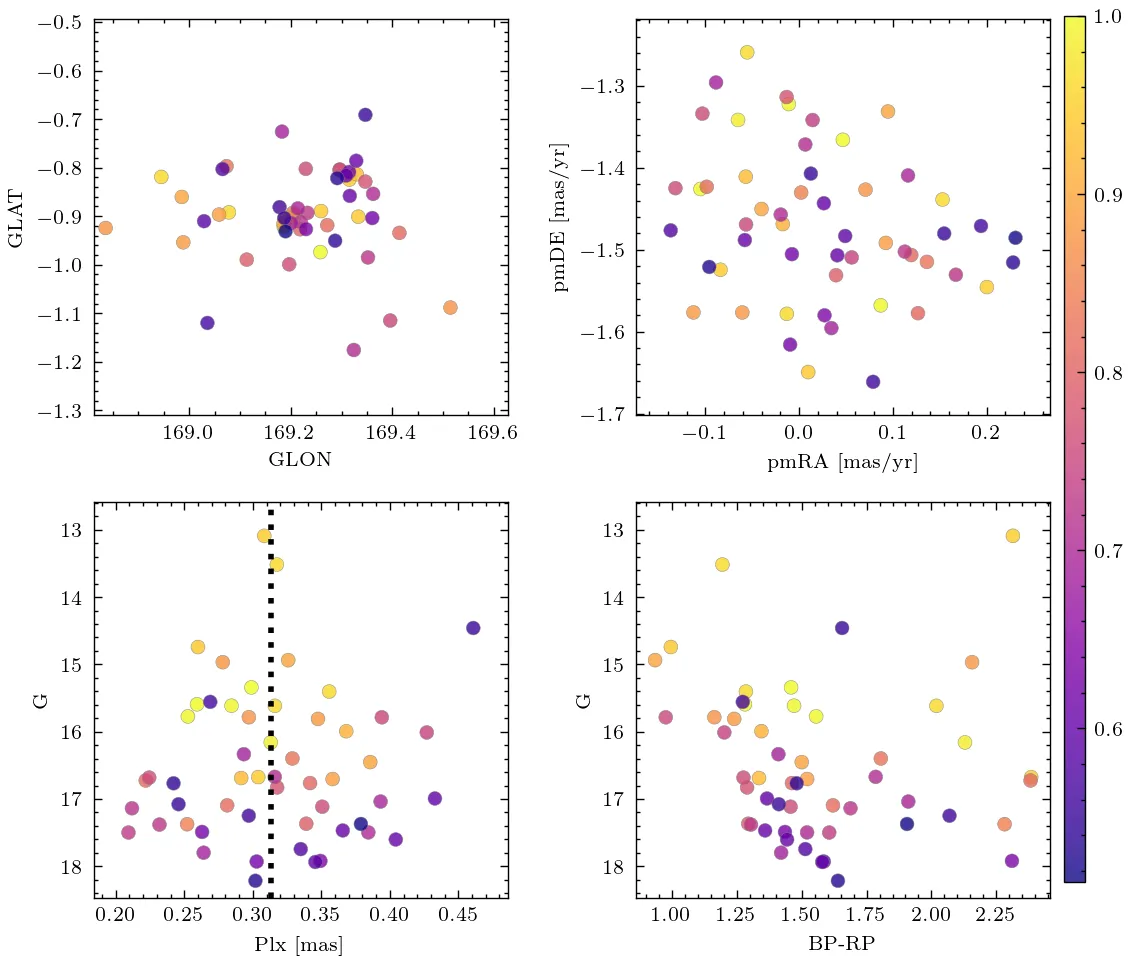 −0.5
−0.6
−0.7
−0.8
−0.9
−1.0
−1.1
−1.2
−1.3
GLAT
169.0 169.2 169.4 169.6
GLON
−1.3
−1.4
−1.5
−1.6
−1.7
pmDE [mas/yr]
−0.1 0.0 0.1 0.2
pmRA [mas/yr]
13
14
15
16
17
18
G
0.20 0.25 0.30 0.35 0.40 0.45
Plx [mas]
13
14
15
16
17
18
G
1.00 1.25 1.50 1.75 2.00 2.25
BP-RP
1.0
0.9
0.8
0.7
0.6